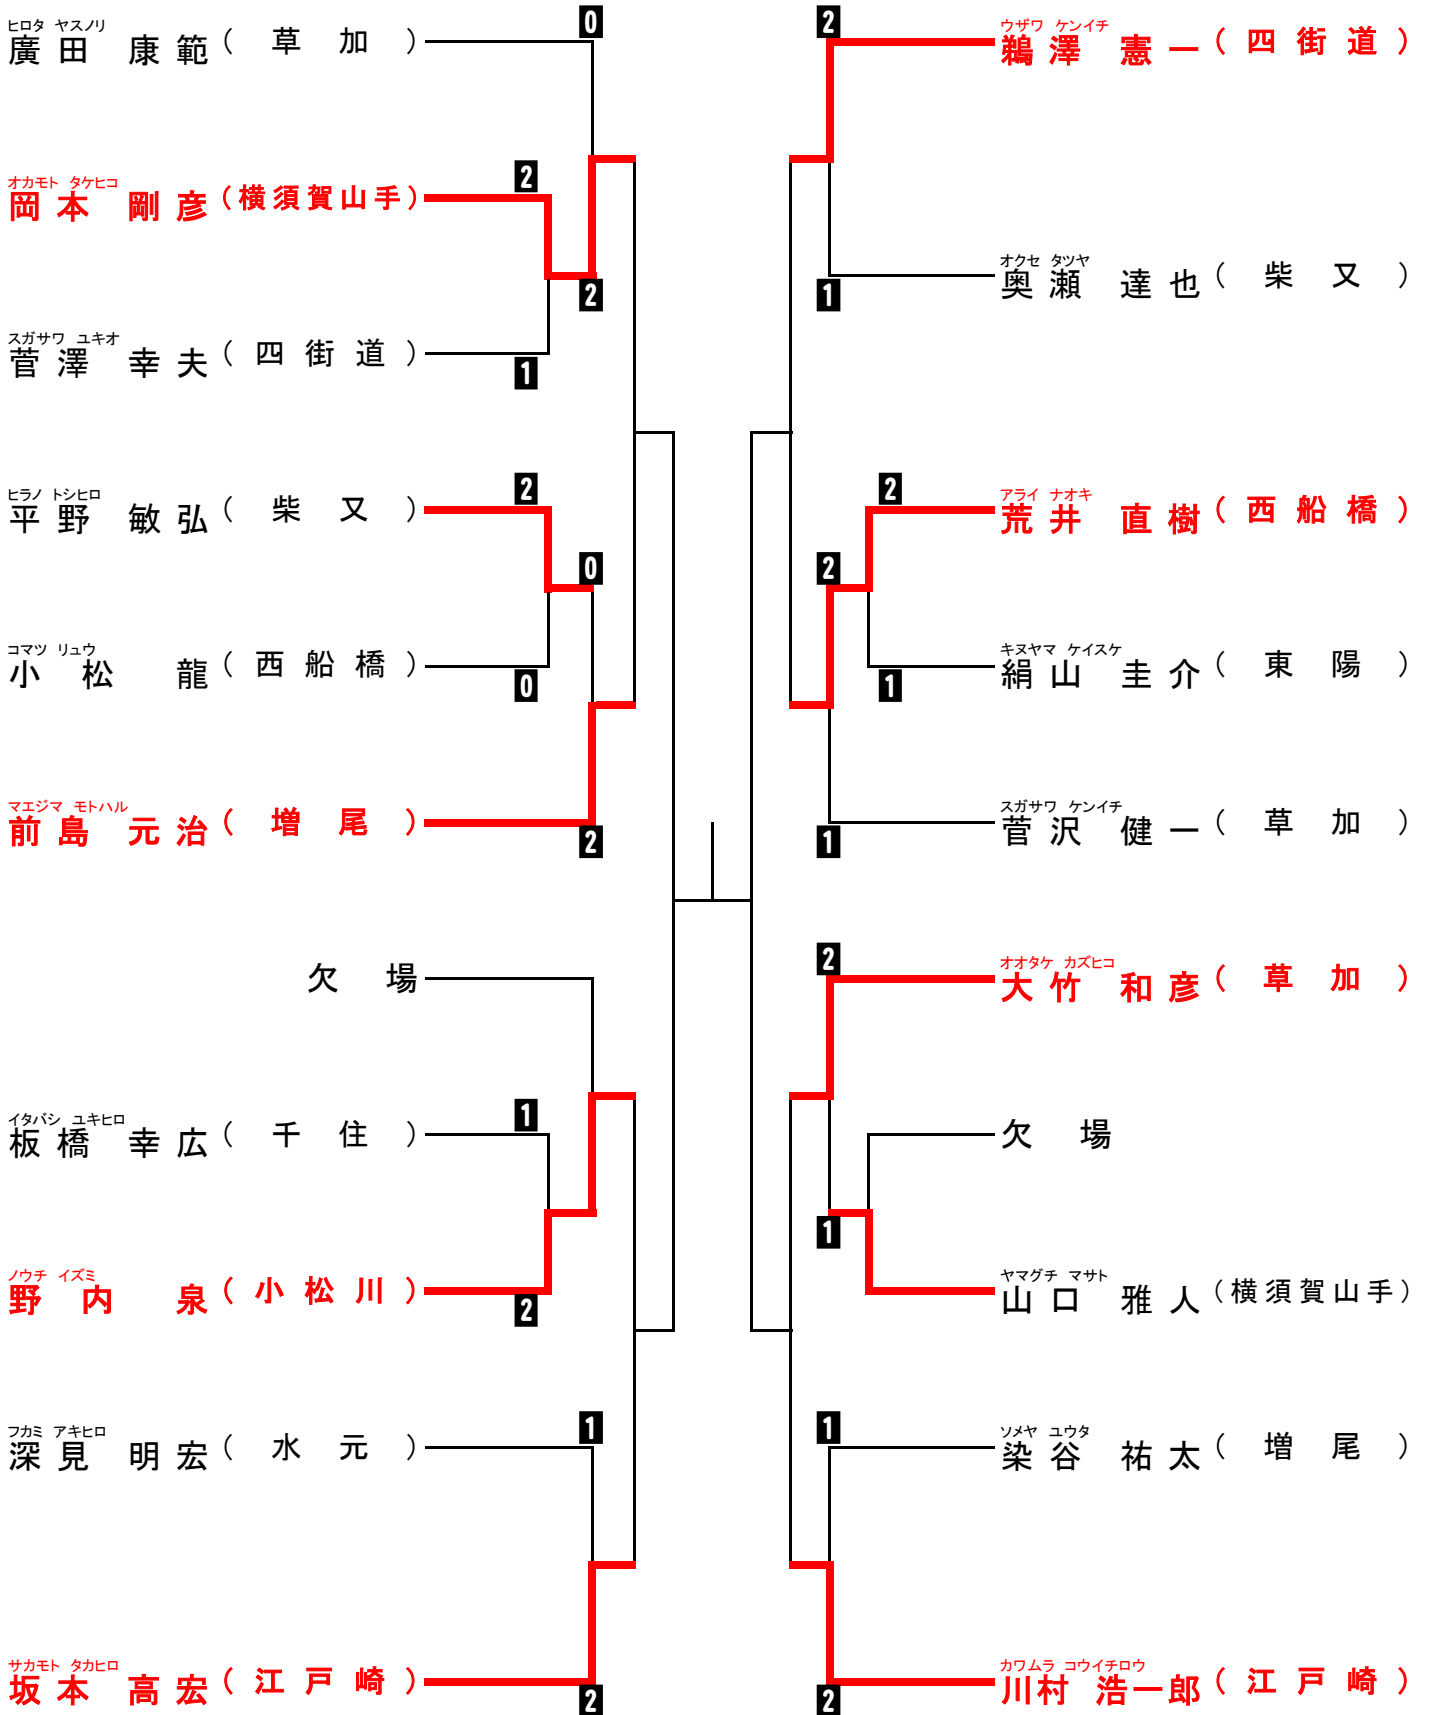 0
ヒロタ ヤスノリ
廣田 康範 ( 草加 )
2
オカモト タケヒコ
岡本 剛彦 (横須賀山手)
2
スガサワ ユキオ
菅澤 幸夫 ( 四街道 )
1
2
ヒラノ トシヒロ
平野 敏弘 ( 柴又 )
0
コマツ リュウ
小松 龍 ( 西船橋 )
0
マエジマ モトハル
前島 元治 ( 増尾 )
2
欠場
1
イタバシ ユキヒロ
板橋 幸広 ( 千住 )
ノウチ イズミ
野内 泉 ( 小松川 )
2
1
フカミ アキヒロ
深見 明宏 ( 水元 )
サカモト タカヒロ
坂本 高宏 ( 江戸崎 )
2
2
ウザワ ケンイチ
鵜澤 憲一 ( 四街道 )
オクセ タツヤ
奥瀬 達也 ( 柴又 )
1
2
アライ ナオキ
荒井 直樹 ( 西船橋 )
2
キヌヤマ ケイスケ
絹山 圭介 ( 東陽 )
1
スガサワ ケンイチ
菅沢 健一 ( 草加 )
1
2
オオタケ カズヒコ
大竹 和彦 ( 草加 )
欠場
1
ヤマグチ マサト
山口 雅人 (横須賀山手)
1
ソメヤ ユウタ
染谷 祐太 ( 増尾 )
カワムラ コウイチロウ
川村 浩一郎 ( 江戸崎 )
2